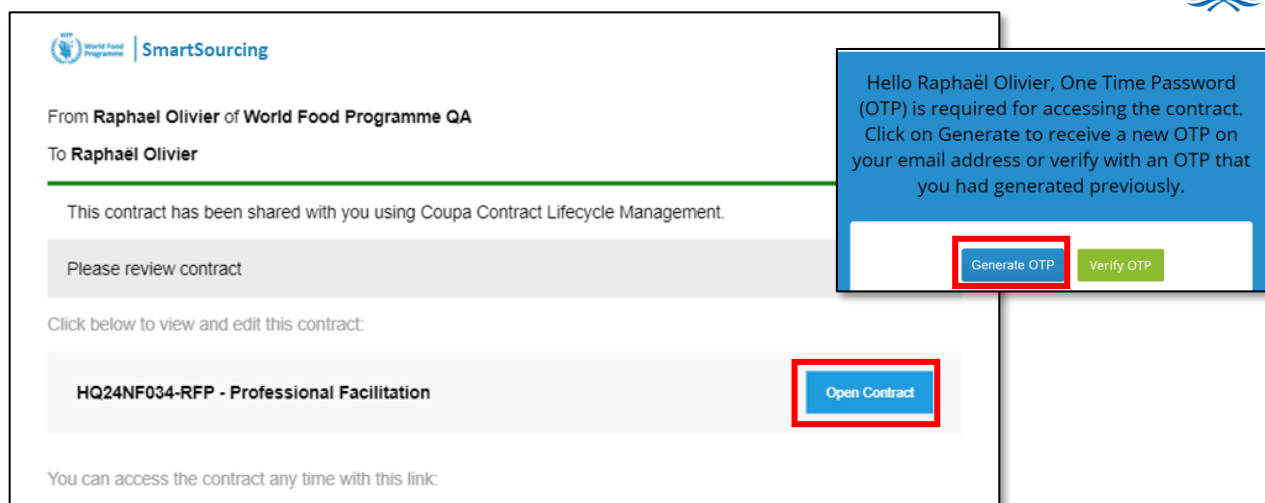 WFP
World Food
Programme
SmartSourcing
From Raphael Olivier of World Food Programme QA
To Raphaël Olivier
This contract has been shared with you using Coupa Contract Lifecycle Management.
Please review contract
Click below to view and edit this contract:
HQ24NF034-RFP - Professional Facilitation
Open Contract
You can access the contract any time with this link:
Hello Raphaël Olivier, One Time Password
(OTP) is required for accessing the contract.
Click on Generate to receive a new OTP on
your email address or verify with an OTP that
you had generated previously.
Generate OTP
Verify OTP